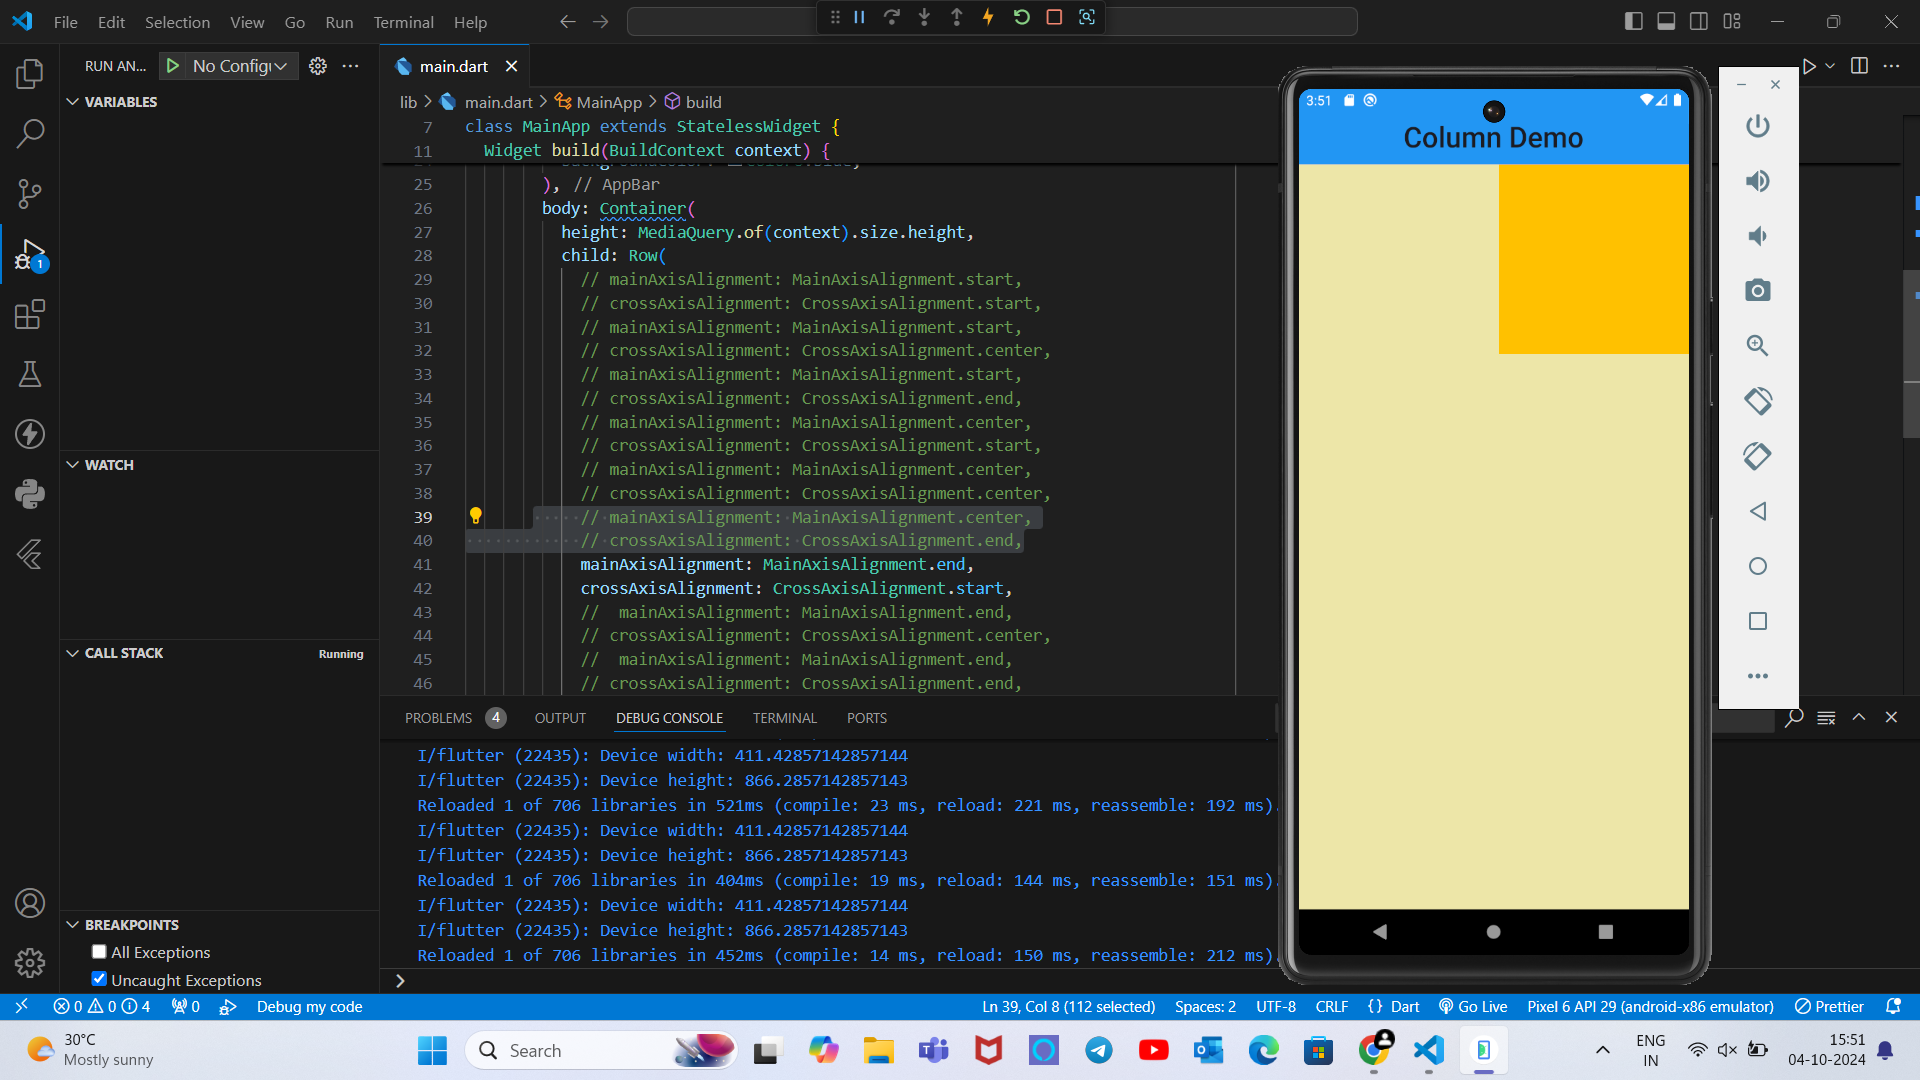 File Edit Selection View Go Run Terminal Help
RUN AN... No Config
main.dart
VARIABLES
lib > main.dart > MainApp > build
7 class MainApp extends StatelessWidget {
11 Widget build(BuildContext context) {
25 ), // AppBar
26 body: Container(
27 height: MediaQuery.of(context).size.height,
28 child: Row(
29 // mainAxisAlignment: MainAxisAlignment.start,
30 // crossAxisAlignment: CrossAxisAlignment.start,
31 // mainAxisAlignment: MainAxisAlignment.start,
32 // crossAxisAlignment: CrossAxisAlignment.center,
33 // mainAxisAlignment: MainAxisAlignment.start,
34 // crossAxisAlignment: CrossAxisAlignment.end,
35 // mainAxisAlignment: MainAxisAlignment.center,
36 // crossAxisAlignment: CrossAxisAlignment.start,
37 // mainAxisAlignment: MainAxisAlignment.center,
38 // crossAxisAlignment: CrossAxisAlignment.center,
39 // mainAxisAlignment: MainAxisAlignment.center,
40 // crossAxisAlignment: CrossAxisAlignment.end,
41 mainAxisAlignment: MainAxisAlignment.end,
42 crossAxisAlignment: CrossAxisAlignment.start,
43 //  mainAxisAlignment: MainAxisAlignment.end,
44 // crossAxisAlignment: CrossAxisAlignment.center,
45 //  mainAxisAlignment: MainAxisAlignment.end,
46 // crossAxisAlignment: CrossAxisAlignment.end,
3:51
Column Demo
1
WATCH
CALL STACK Running
BREAKPOINTS
All Exceptions
Uncaught Exceptions
PROBLEMS 4 OUTPUT DEBUG CONSOLE TERMINAL PORTS
I/flutter (22435): Device width: 411.42857142857144
I/flutter (22435): Device height: 866.2857142857143
Reloaded 1 of 706 libraries in 521ms (compile: 23 ms, reload: 221 ms, reassemble: 192 ms).
I/flutter (22435): Device width: 411.42857142857144
I/flutter (22435): Device height: 866.2857142857143
Reloaded 1 of 706 libraries in 404ms (compile: 19 ms, reload: 144 ms, reassemble: 151 ms).
I/flutter (22435): Device width: 411.42857142857144
I/flutter (22435): Device height: 866.2857142857143
Reloaded 1 of 706 libraries in 452ms (compile: 14 ms, reload: 150 ms, reassemble: 212 ms)
0 0 4 0 Debug my code Ln 39, Col 8 (112 selected) Spaces: 2 UTF-8 CRLF {} Dart Go Live Pixel 6 API 29 (android-x86 emulator) Prettier
30°C
Mostly sunny
Search
ENG
IN
15:51
04-10-2024